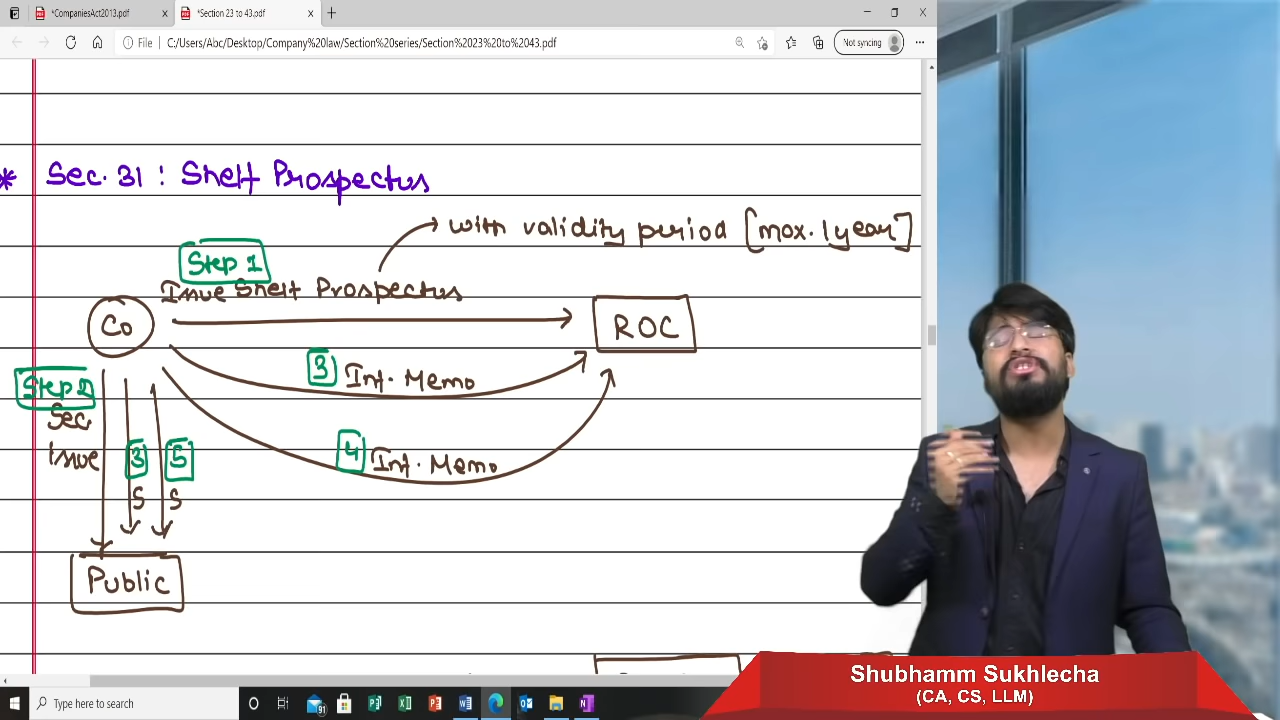 *CompaniesAct2013.pdf
*Section 23 to 43.pdf
File
C:/Users/Abc/Desktop/Company%20law/Section%20series/Section%2023%20to%2043.pdf
Not syncing
* Sec. 31 : Shelf Prospectus
with validity period [max. 1 year]
Step 1
Issue Shelf Prospectus
Co
ROC
3 Inf. Memo
Step 2
Sec
Issue
3
5
4 Inf. Memo
S
S
Public
Shubhamm Sukhlecha
(CA, CS, LLM)
Type here to search
91